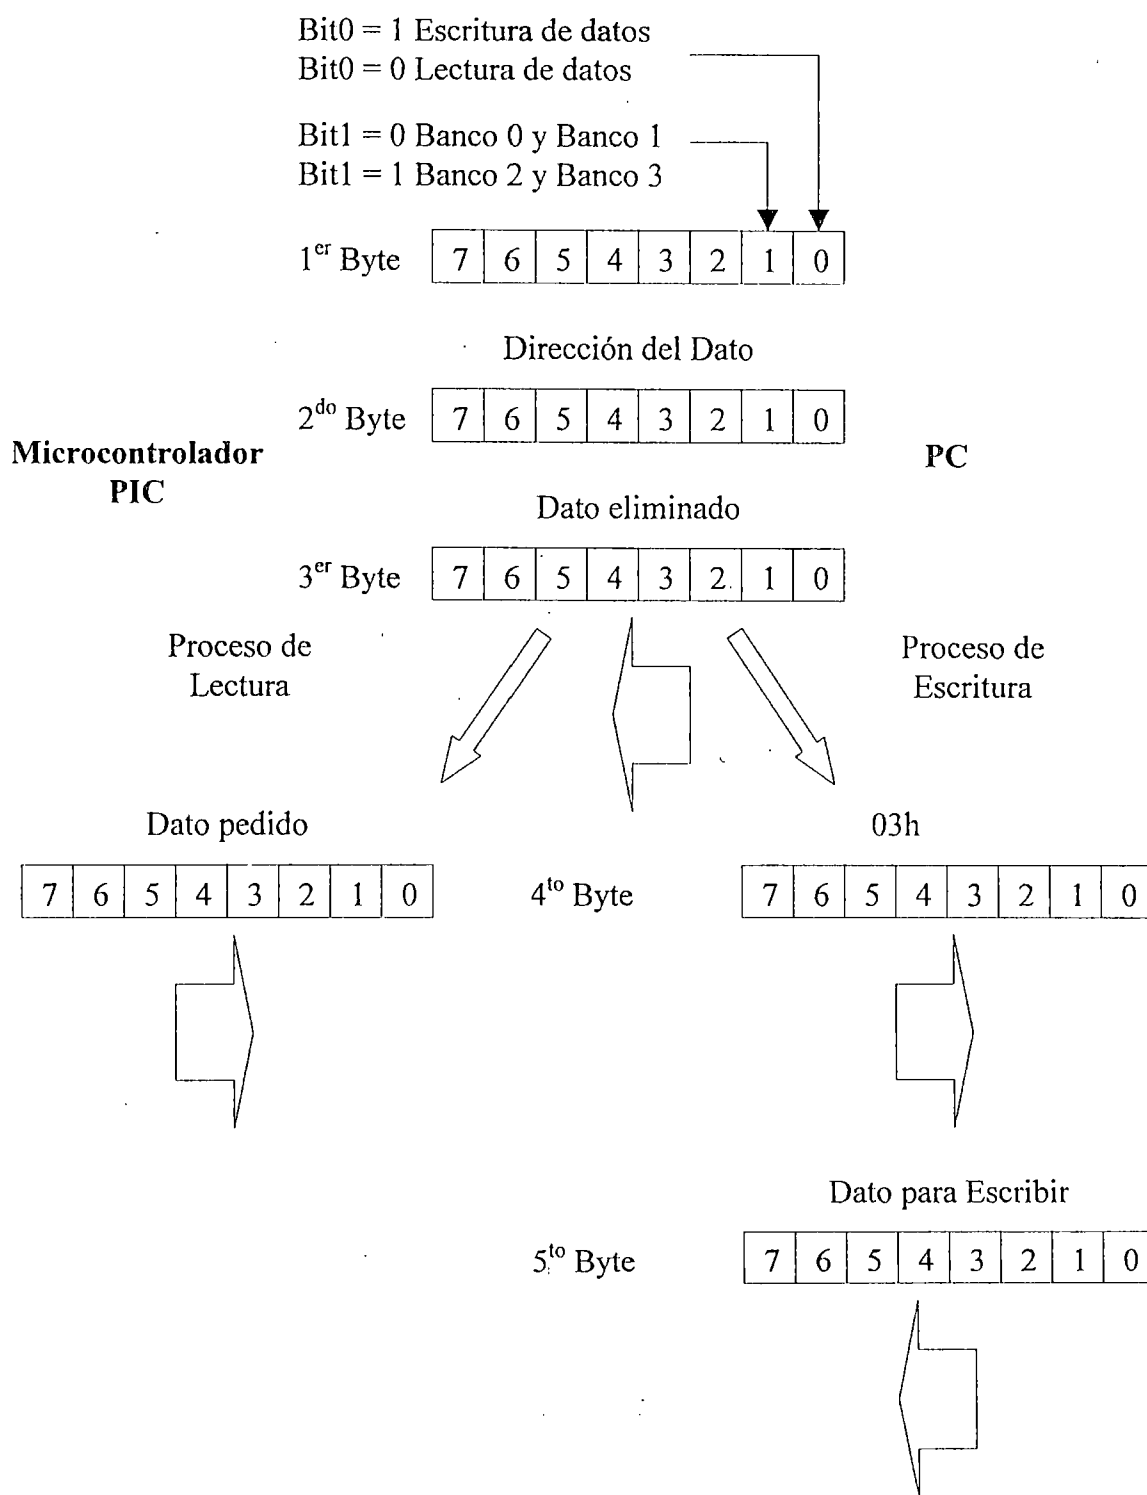 Bit0 = 1 Escritura de datos
Bit0 = 0 Lectura de datos
Bit1 = 0 Banco 0 y Banco 1
Bit1 = 1 Banco 2 y Banco 3
1er Byte 7 6 5 4 3 2 1 0
Dirección del Dato
2do Byte 7 6 5 4 3 2 1 0
Microcontrolador
PIC
PC
Dato eliminado
3er Byte 7 6 5 4 3 2 1 0
Proceso de
Lectura
Proceso de
Escritura
Dato pedido
03h
7 6 5 4 3 2 1 0 4to Byte 7 6 5 4 3 2 1 0
Dato para Escribir
5to Byte 7 6 5 4 3 2 1 0